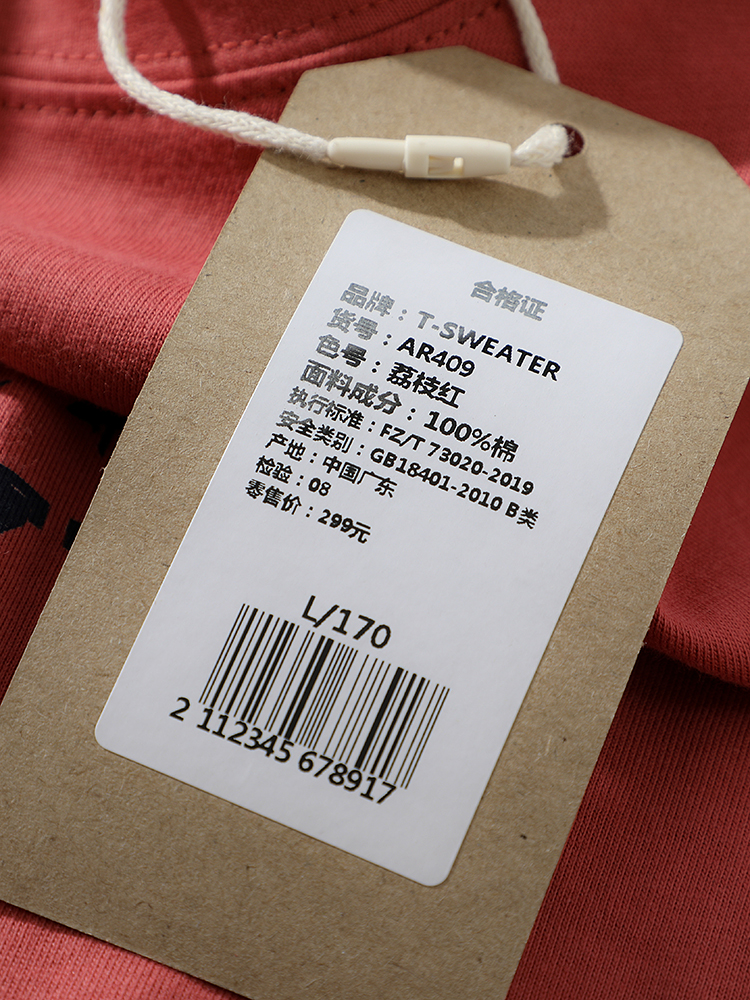 合格证
品牌：T-SWEATER
货号：AR409
色号：荔枝红
面料成分：100%棉
执行标准：FZ/T 73020-2019
安全类别：GB18401-2010 B类
产地：中国广东
检验：08
零售价：299元
L/170
2 112345 678917